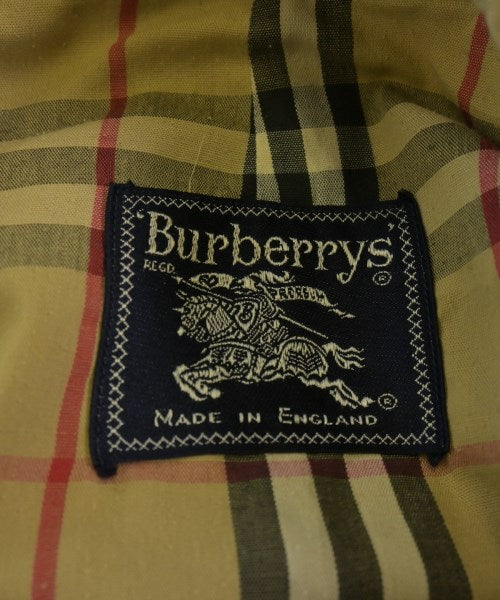 'Burberrys'
REGD.
PRORSUM
®
®
MADE IN ENGLAND